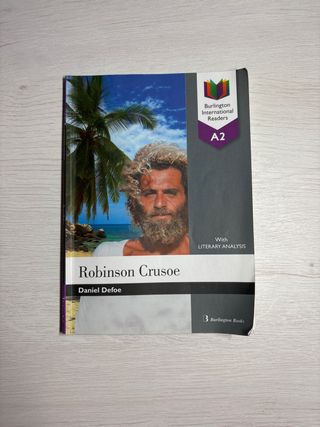 Burlington
International
Readers
A2
With
LITERARY ANALYSIS
Robinson Crusoe
Daniel Defoe
B Burlington Books